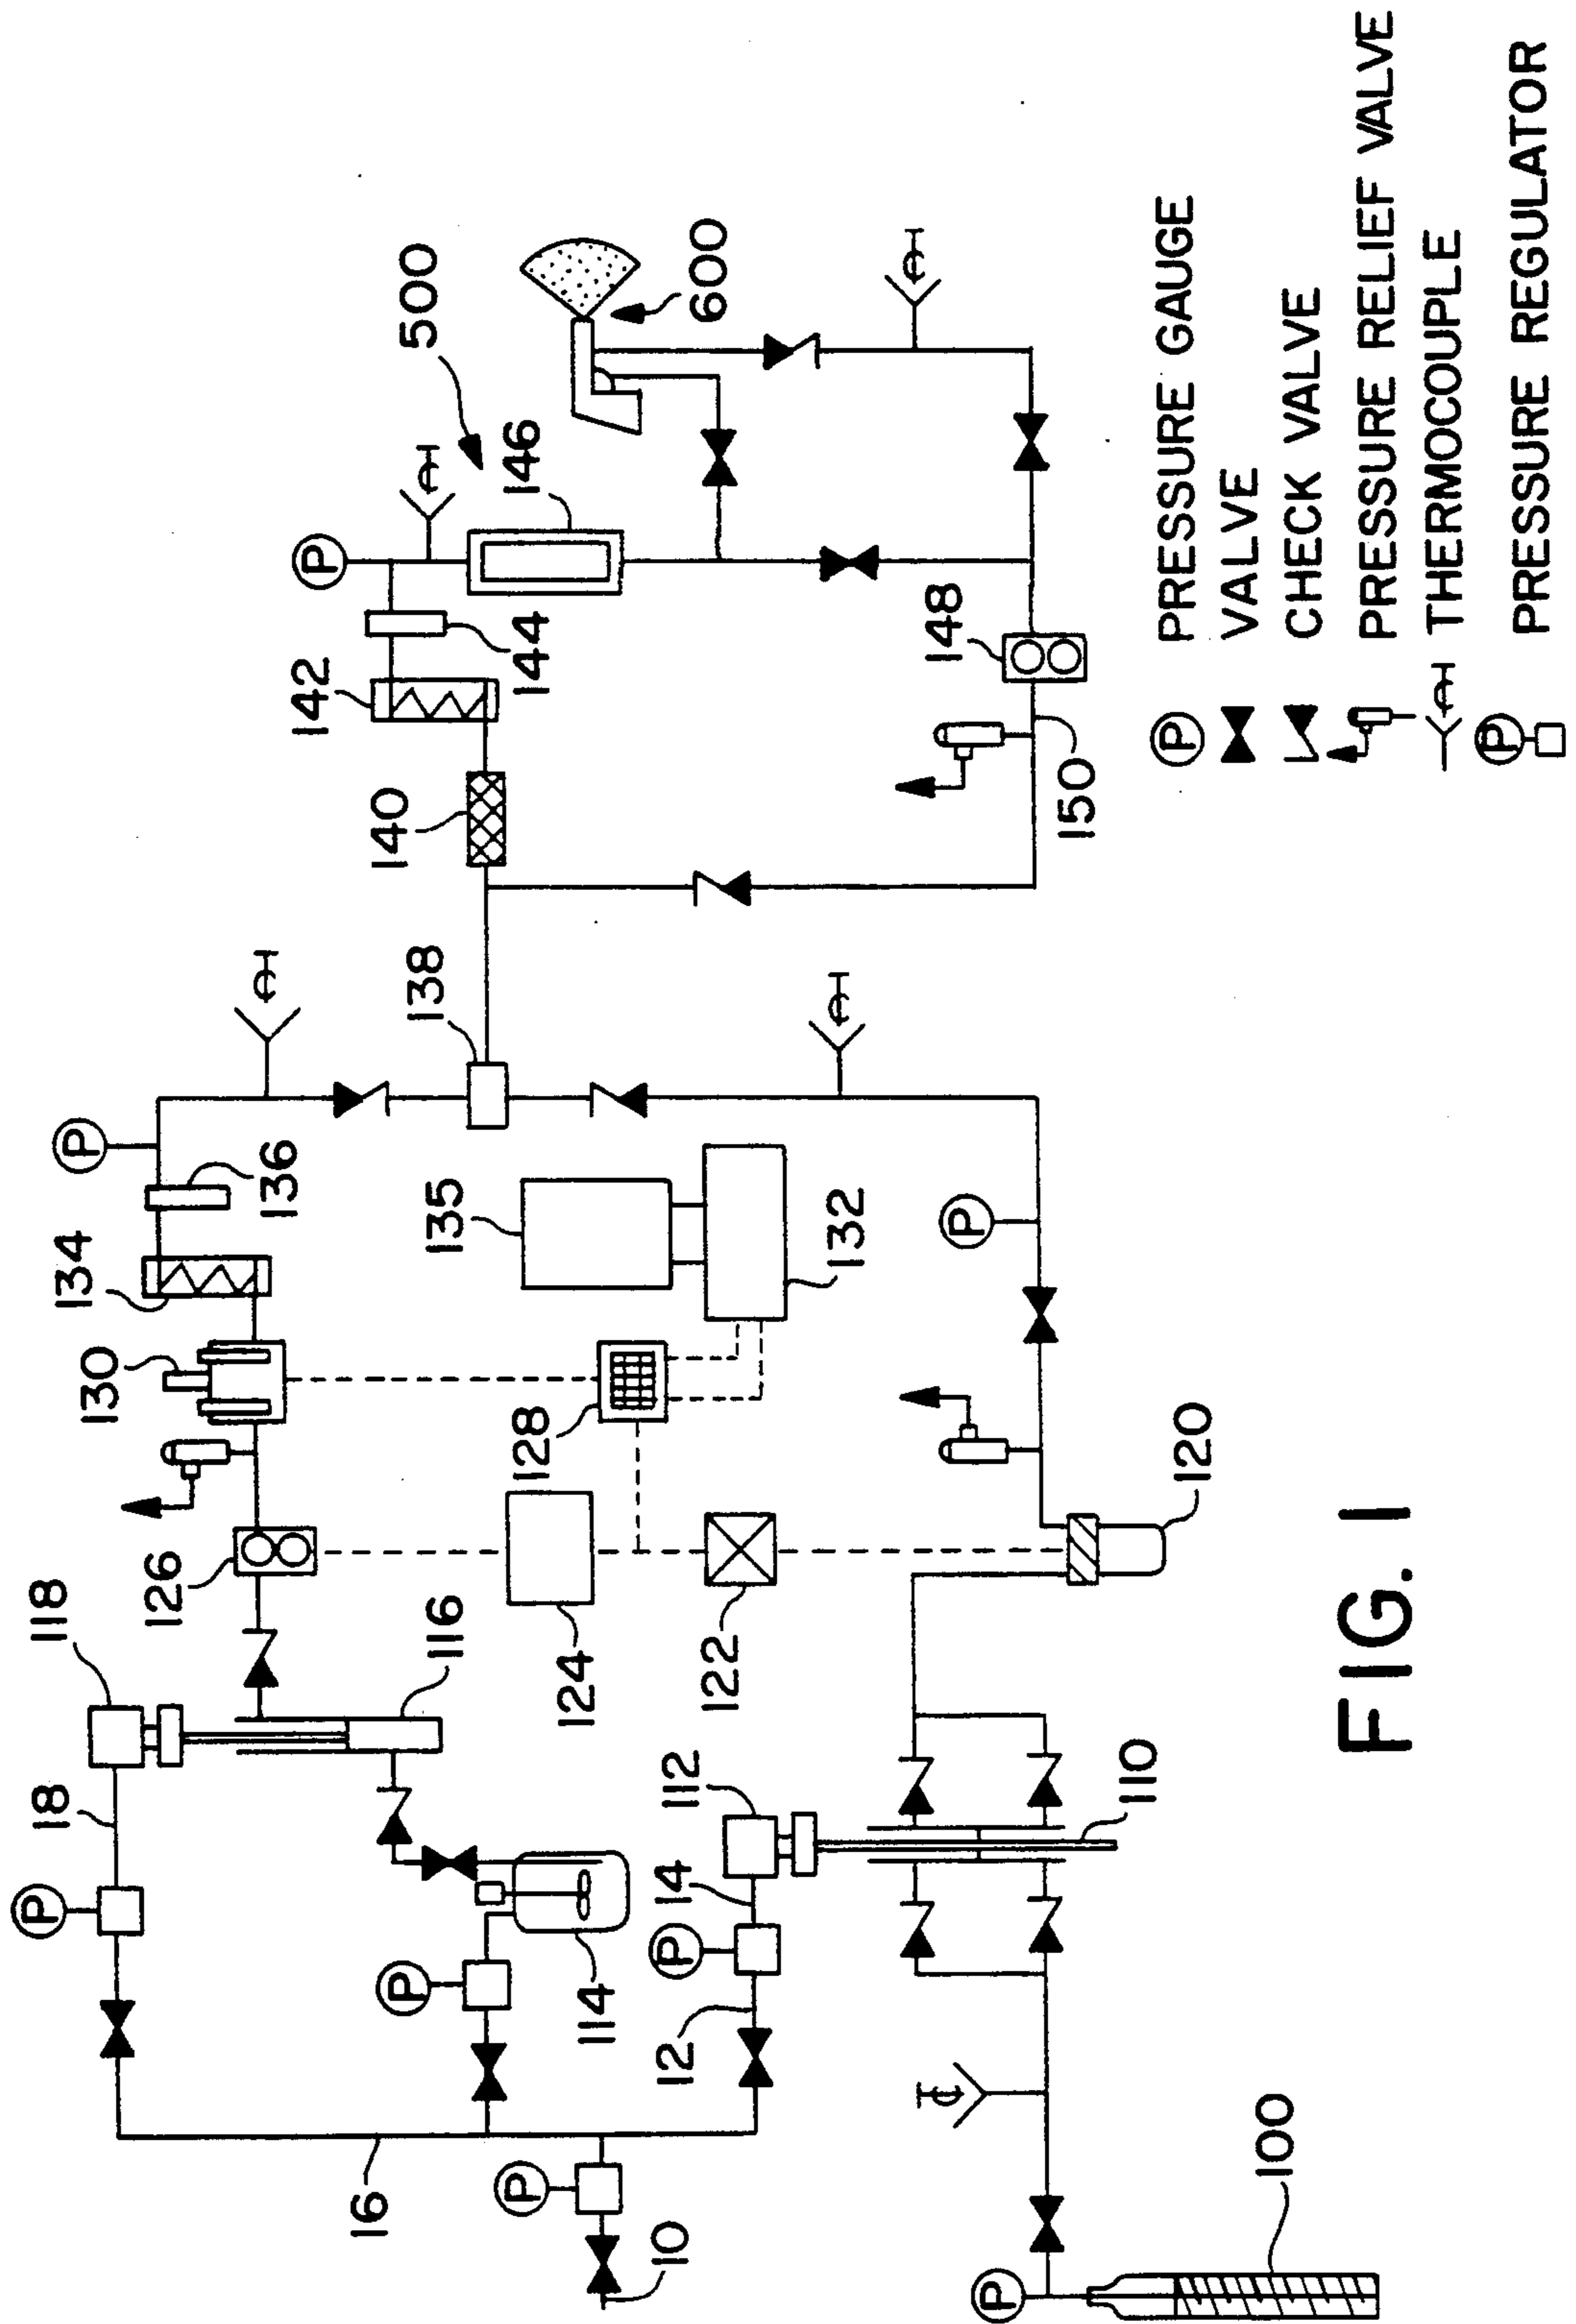 118
18
P
126
130
134
136
P
T
C
P
142
144
T
C
500
146
600
140
138
116
124
128
135
132
16
P
114
P
10
12
14
P
112
122
110
120
P
T
C
148
150
T
C
T
C
P
100
P PRESSURE GAUGE
VALVE
CHECK VALVE
PRESSURE RELIEF VALVE
TC THERMOCOUPLE
P PRESSURE REGULATOR
FIG. 1